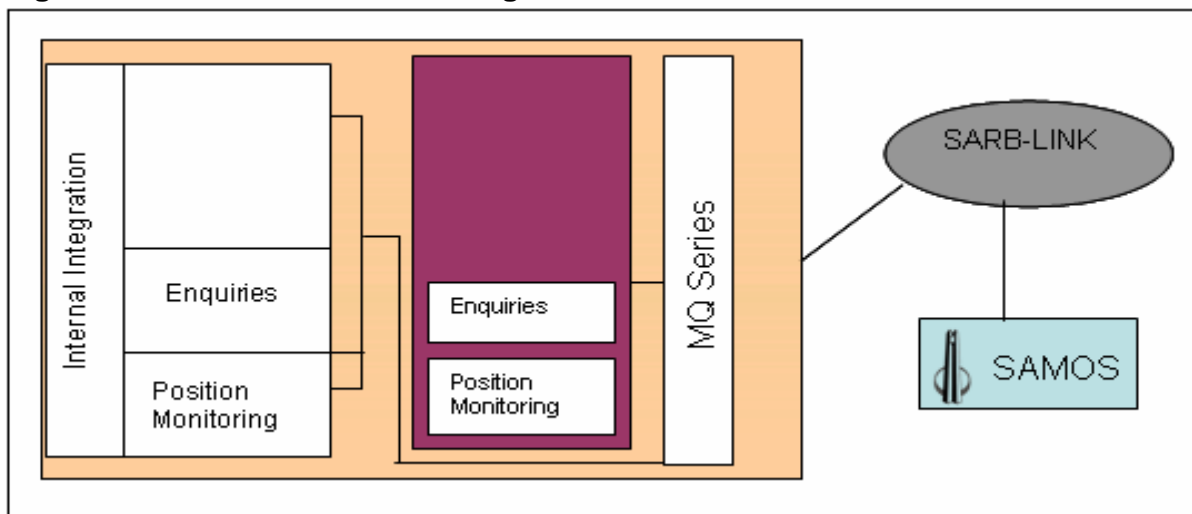 Internal Integration
Enquiries
Position
Monitoring
Enquiries
Position
Monitoring
MQ Series
SARB-LINK
SAMOS